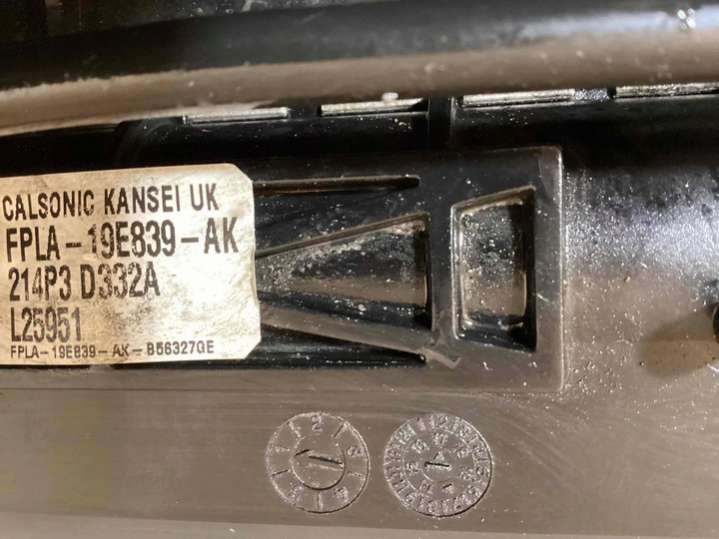 CALSONIC KANSEI UK
FPLA-19E839-AK
214P3 D332A
L25951
FPLA-19E839-AK-B56327GE